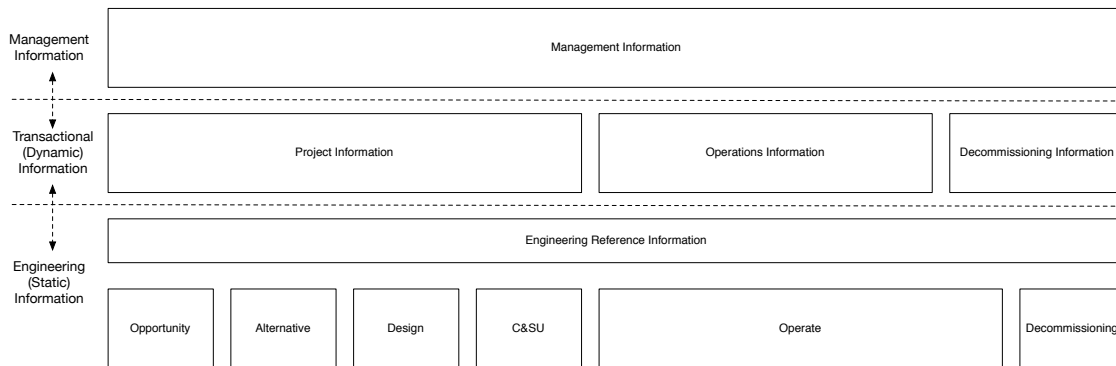 Management
Information
Management Information
Transactional
(Dynamic)
Information
Project Information
Operations Information
Decommissioning Information
Engineering Reference Information
Engineering
(Static)
Information
Opportunity
Alternative
Design
C&SU
Operate
Decommissioning